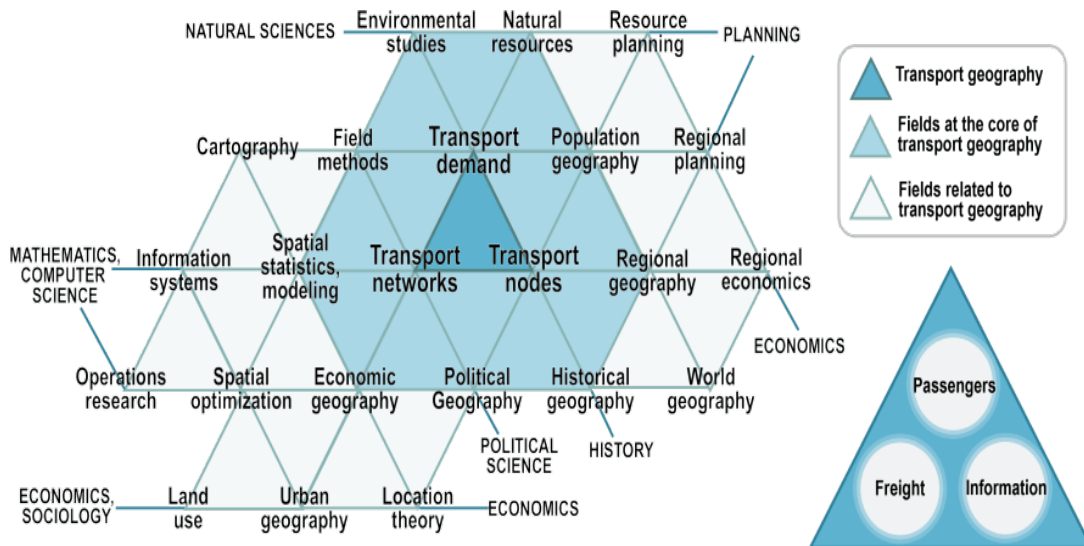 NATURAL SCIENCES
Environmental
studies
Natural
resources
Resource
planning
PLANNING
Cartography
Field
methods
Transport
demand
Population
geography
Regional
planning
MATHEMATICS,
COMPUTER
SCIENCE
Information
systems
Spatial
statistics,
modeling
Transport
networks
Transport
nodes
Regional
geography
Regional
economics
ECONOMICS
Operations
research
Spatial
optimization
Economic
geography
Political
Geography
Historical
geography
World
geography
POLITICAL
SCIENCE
HISTORY
ECONOMICS,
SOCIOLOGY
Land
use
Urban
geography
Location
theory
ECONOMICS
Transport geography
Fields at the core of
transport geography
Fields related to
transport geography
Passengers
Freight
Information